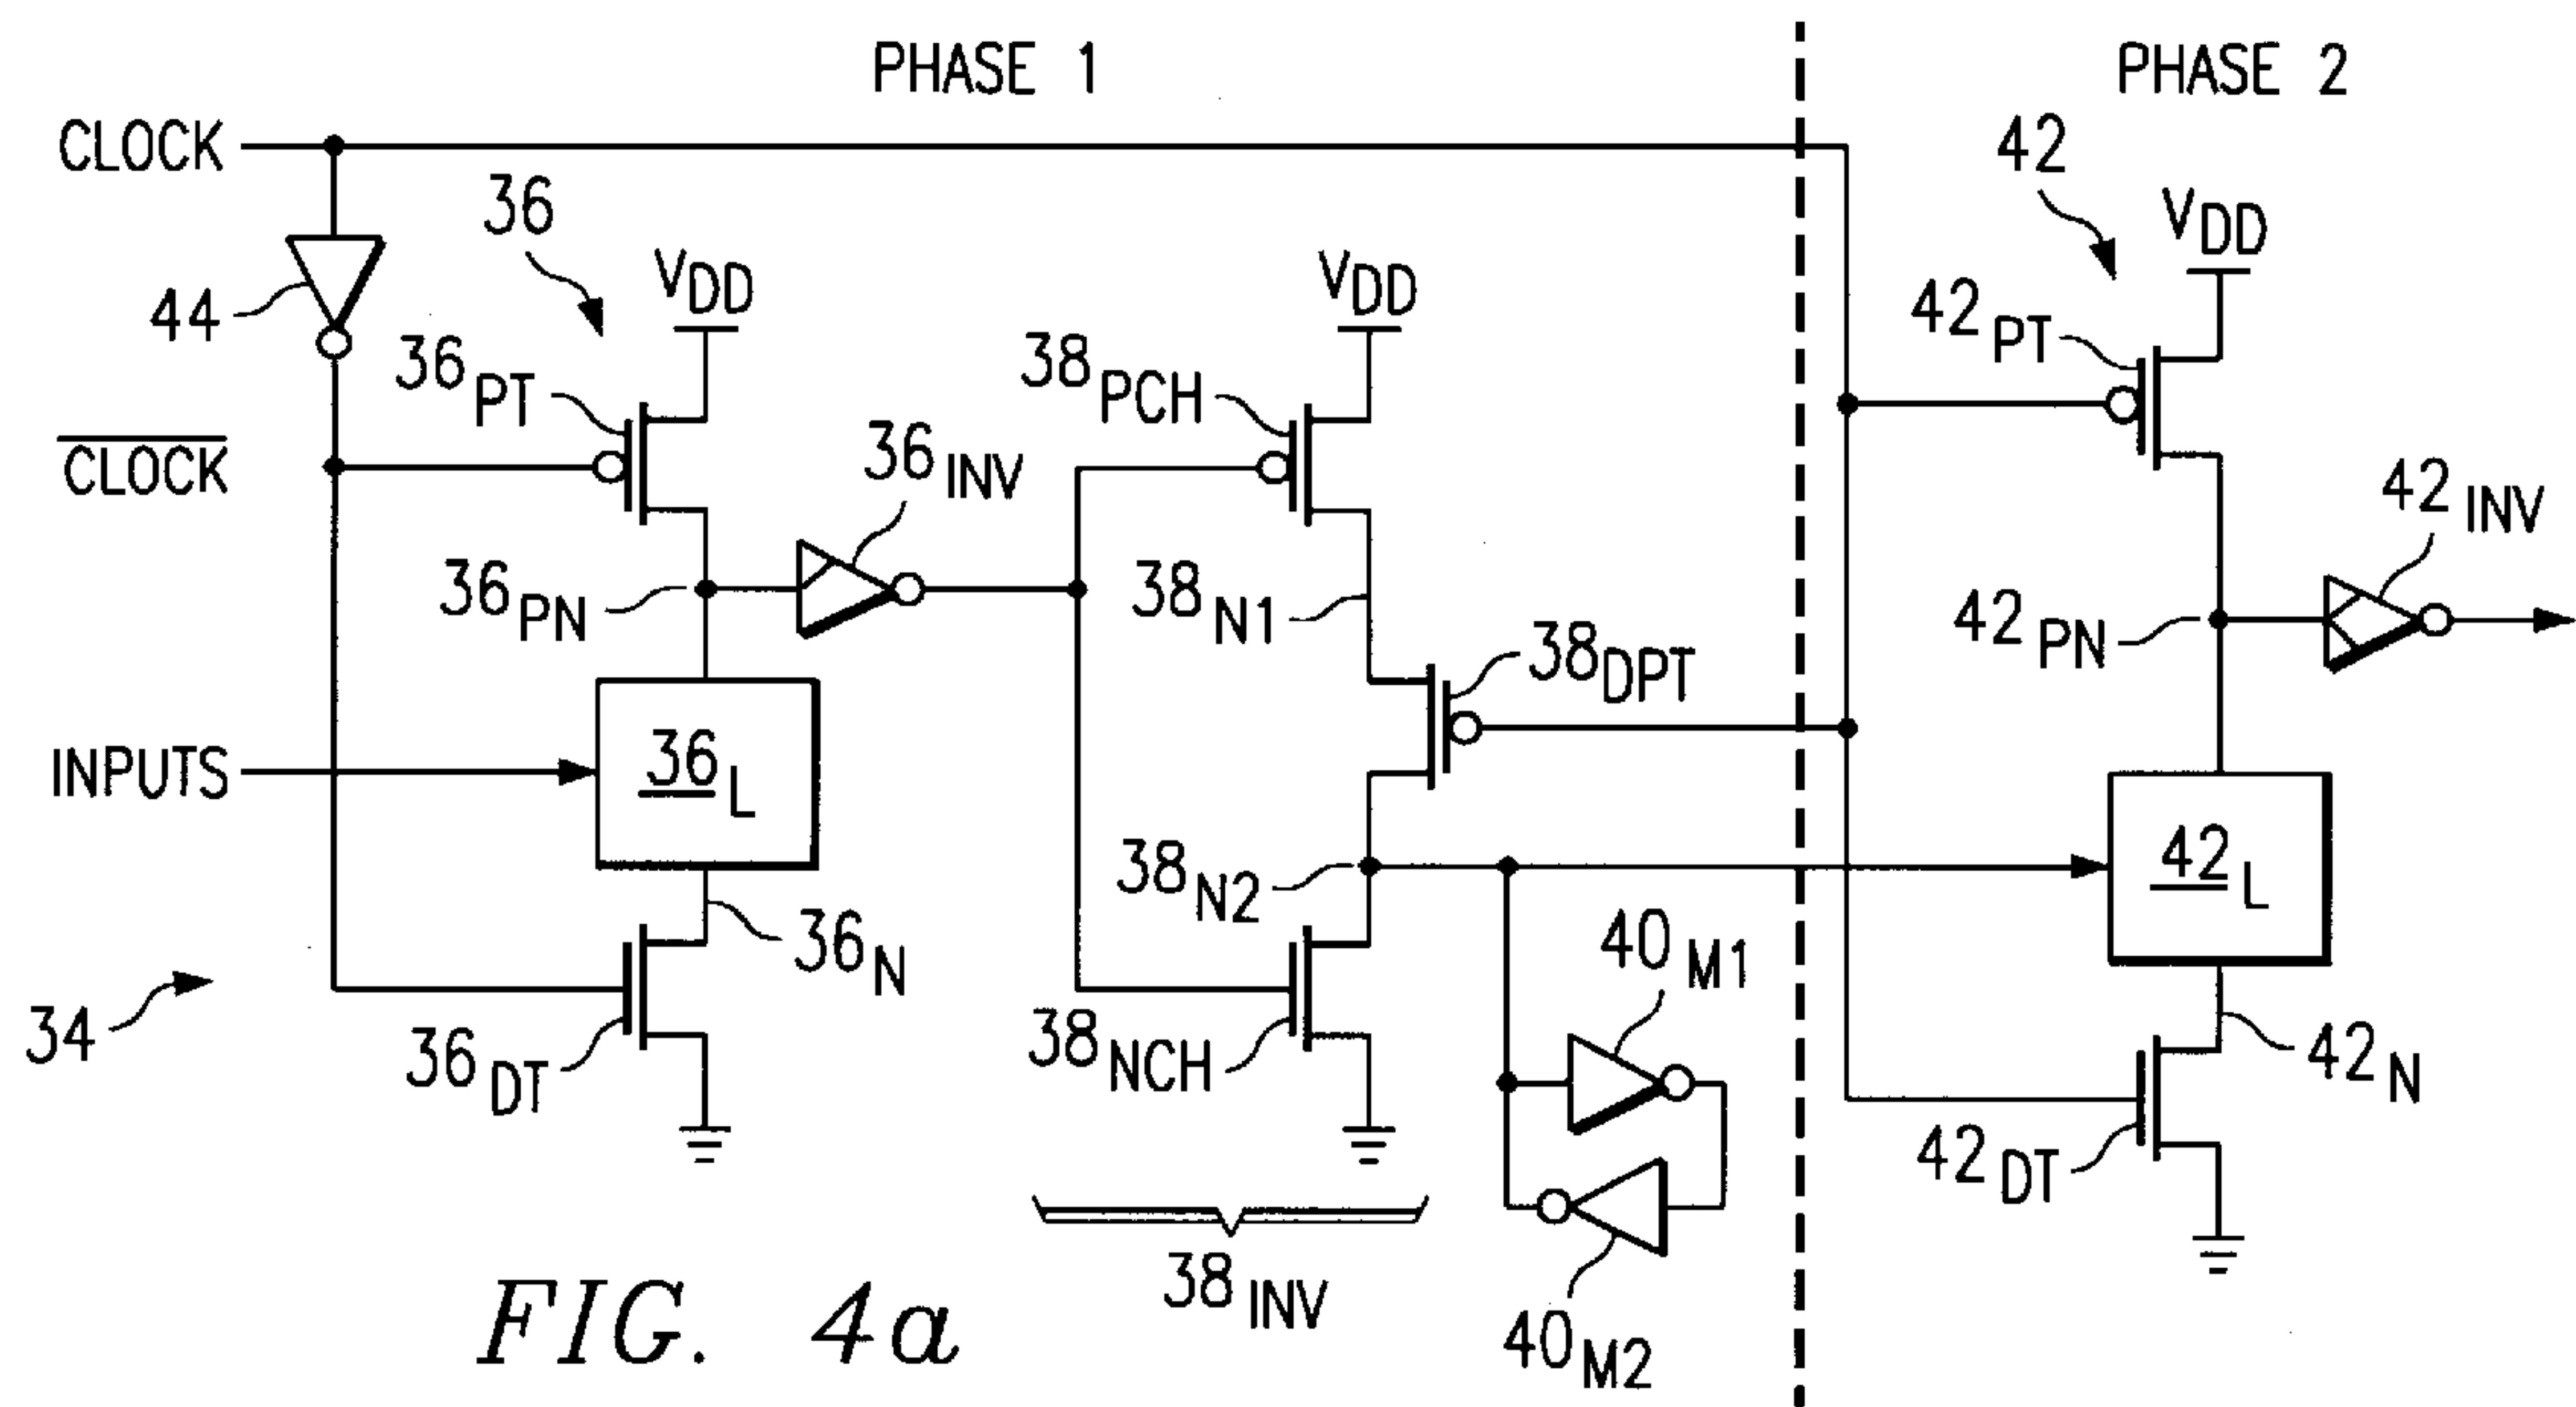 PHASE 1
PHASE 2
CLOCK
42
36
VDD
VDD
VDD
44
42PT
36PT
38PCH
CLOCK
36INV
42INV
36PN
38N1
42PN
38DPT
INPUTS
36L
38N2
42L
36N
40M1
34
36DT
38NCH
42N
42DT
38INV
40M2
FIG. 4a